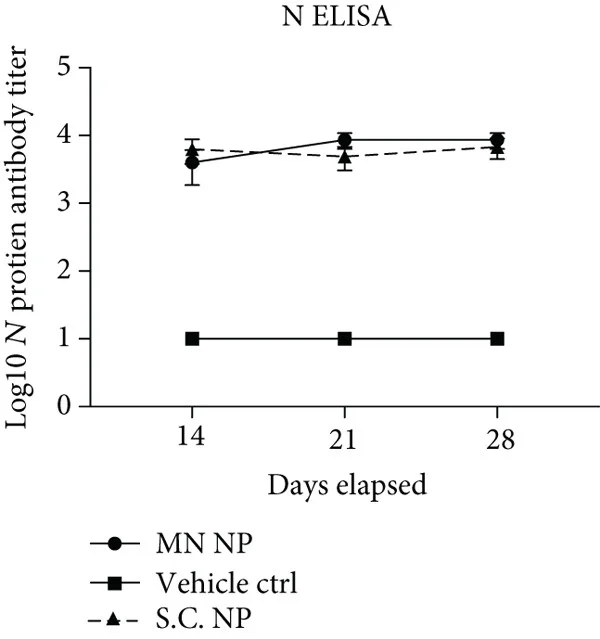 N ELISA
Log10 N protien antibody titer
5
4
3
2
1
0
14 21 28
Days elapsed
MN NP
Vehicle ctrl
S.C. NP